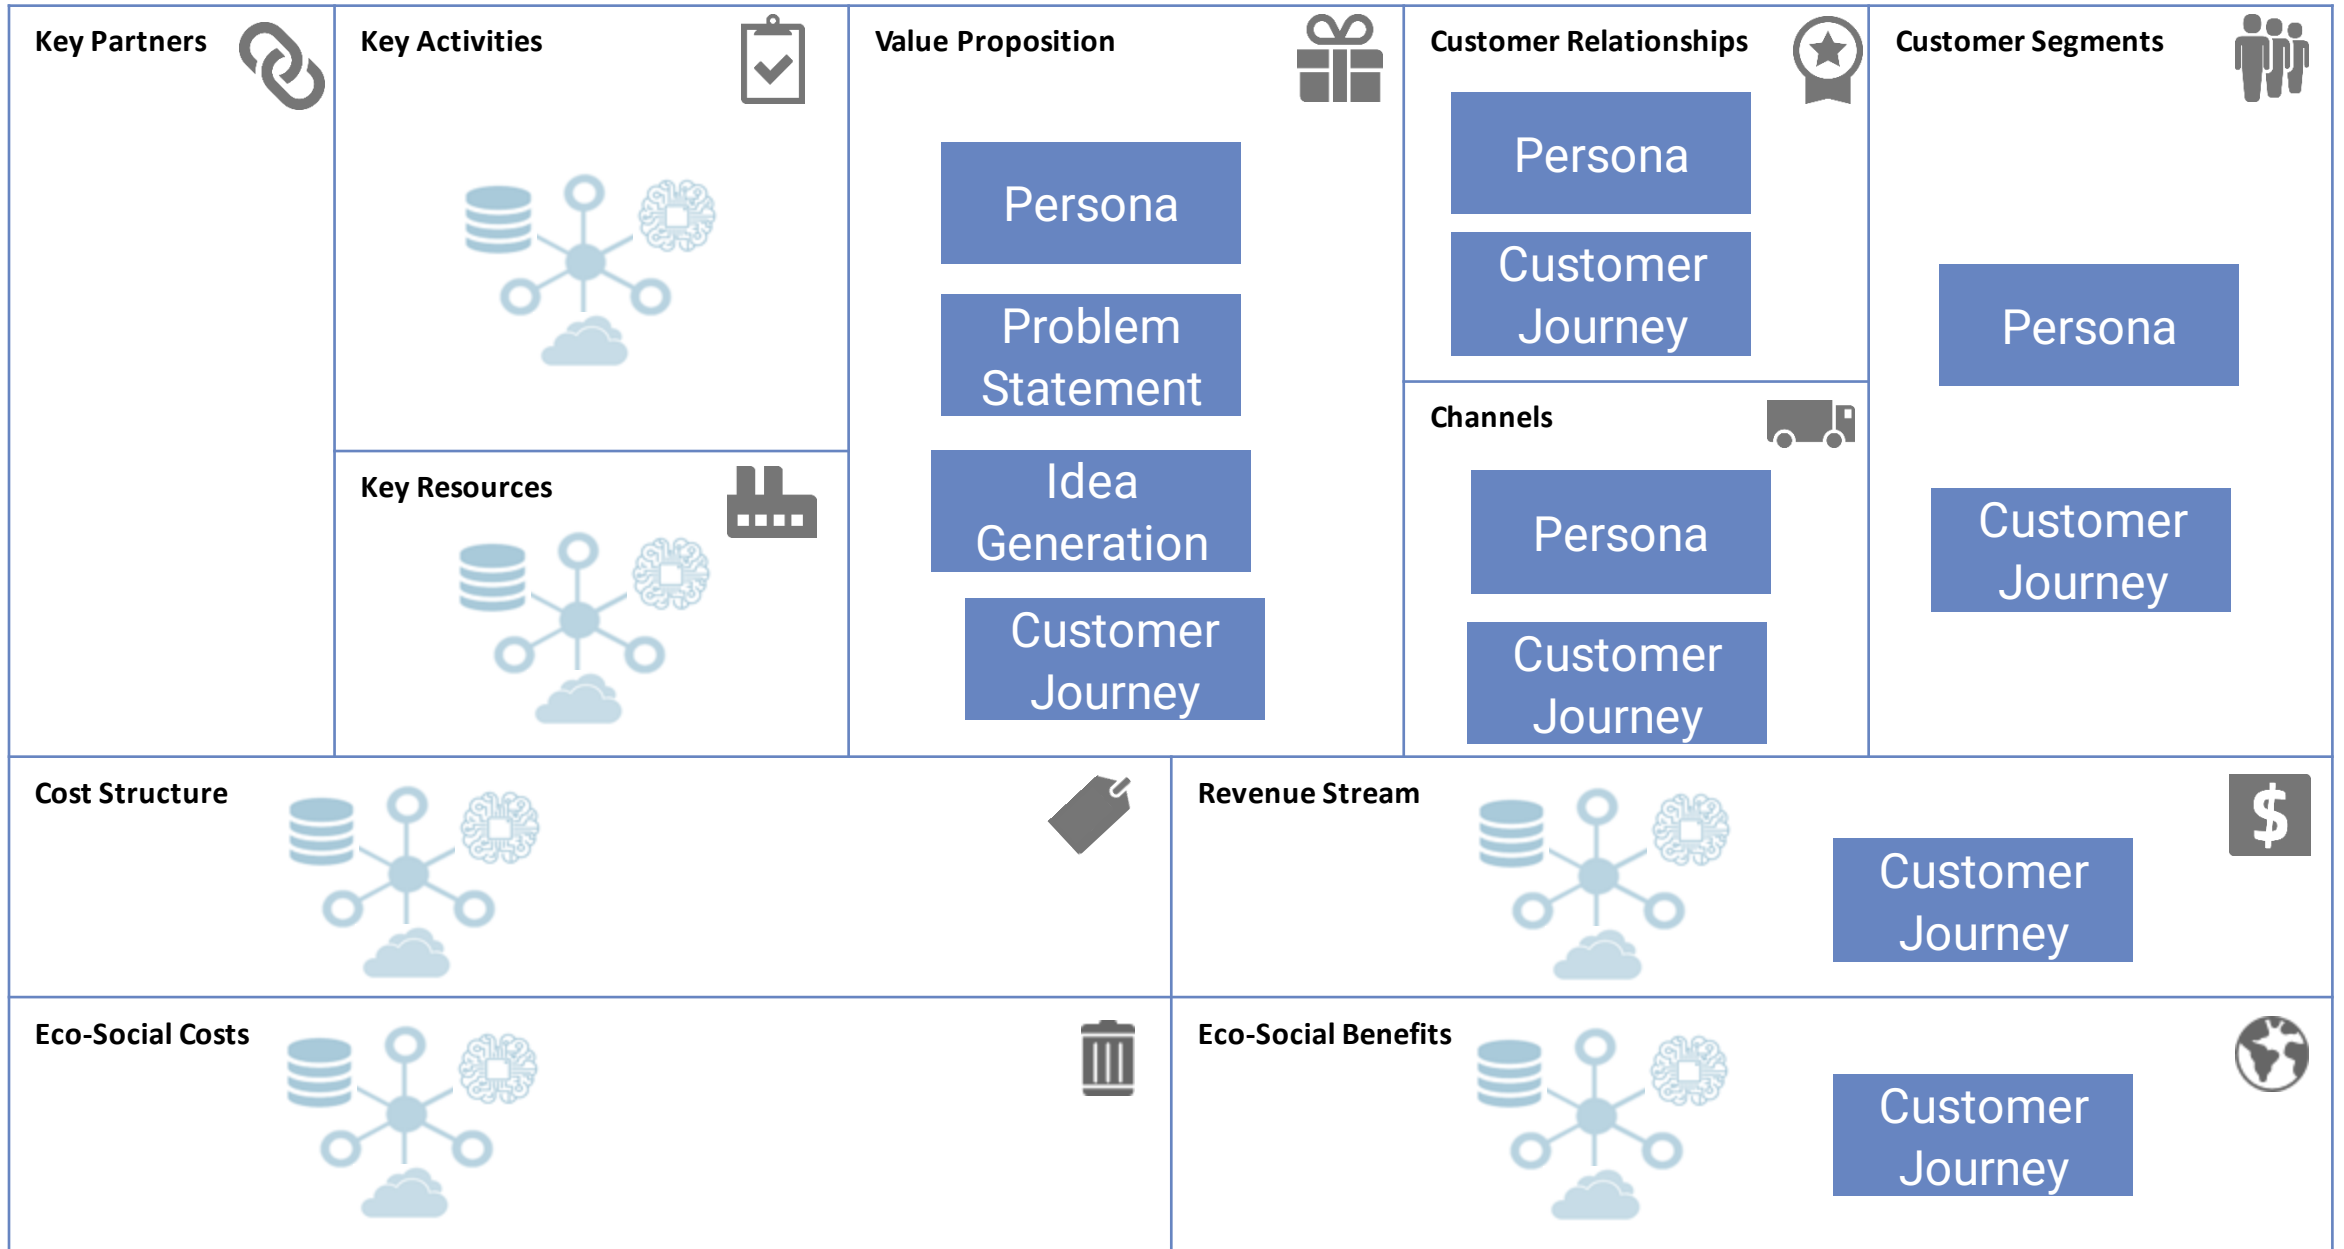 Key Partners
Key Activities
Key Resources
Value Proposition
Persona
Problem
Statement
Idea
Generation
Customer
Journey
Customer Relationships
Persona
Customer
Journey
Channels
Persona
Customer
Journey
Customer Segments
Persona
Customer
Journey
Cost Structure
Revenue Stream
$
Customer
Journey
Eco-Social Costs
Eco-Social Benefits
Customer
Journey